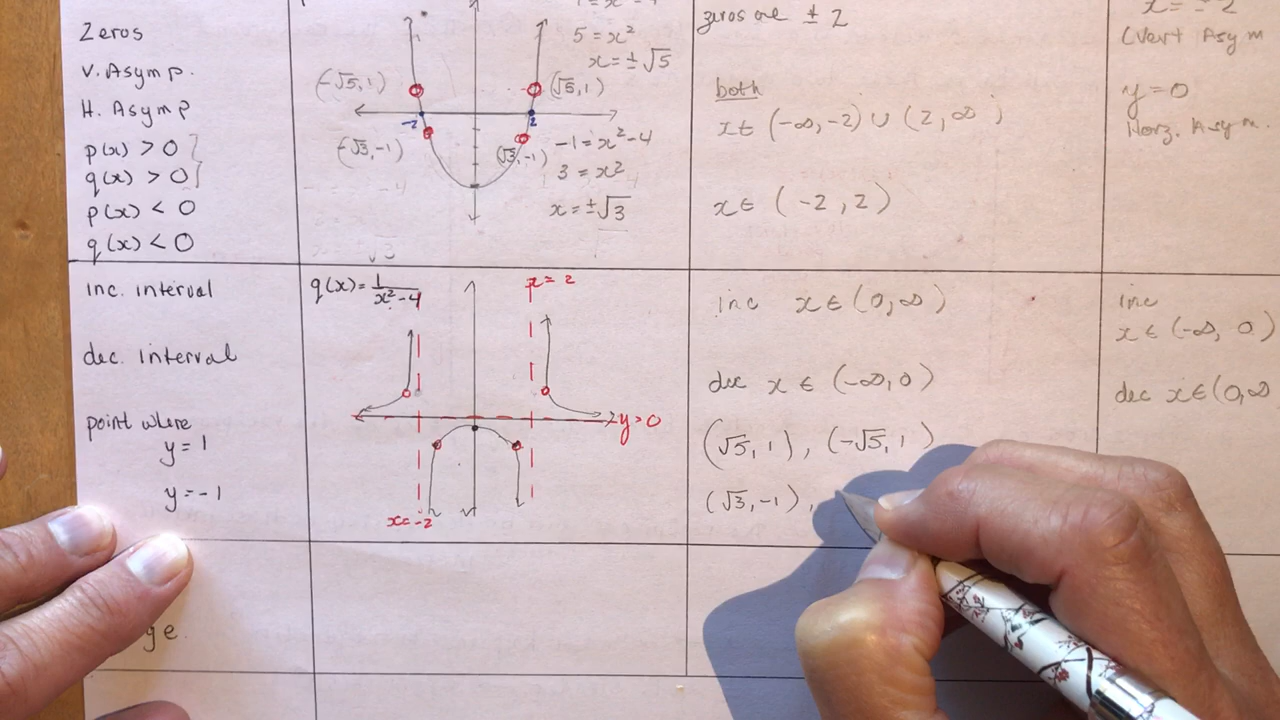 Zeros
V. Asymp.
H. Asymp
p(x) > 0 }
q(x) > 0 }
p(x) < 0
q(x) < 0
5 = x²
x = ±√5
(-√5, 1)
(√5, 1)
-2
2
(-√3, -1)
(√3, -1)
-1 = x² - 4
3 = x²
x = ±√3
zeros are ± 2
both
x ∈ (-∞, -2) ∪ (2, ∞)
x ∈ (-2, 2)
(Vert Asym
y = 0
Horz. Asym.
inc. interval
dec. interval
point where
y = 1
y = -1
q(x) = 1/(x² - 4)
x = 2
y = 0
x = -2
inc x ∈ (0, ∞)
dec x ∈ (-∞, 0)
(√5, 1), (-√5, 1)
(√3, -1),
inc
x ∈ (-∞, 0)
dec x ∈ (0, ∞
ge